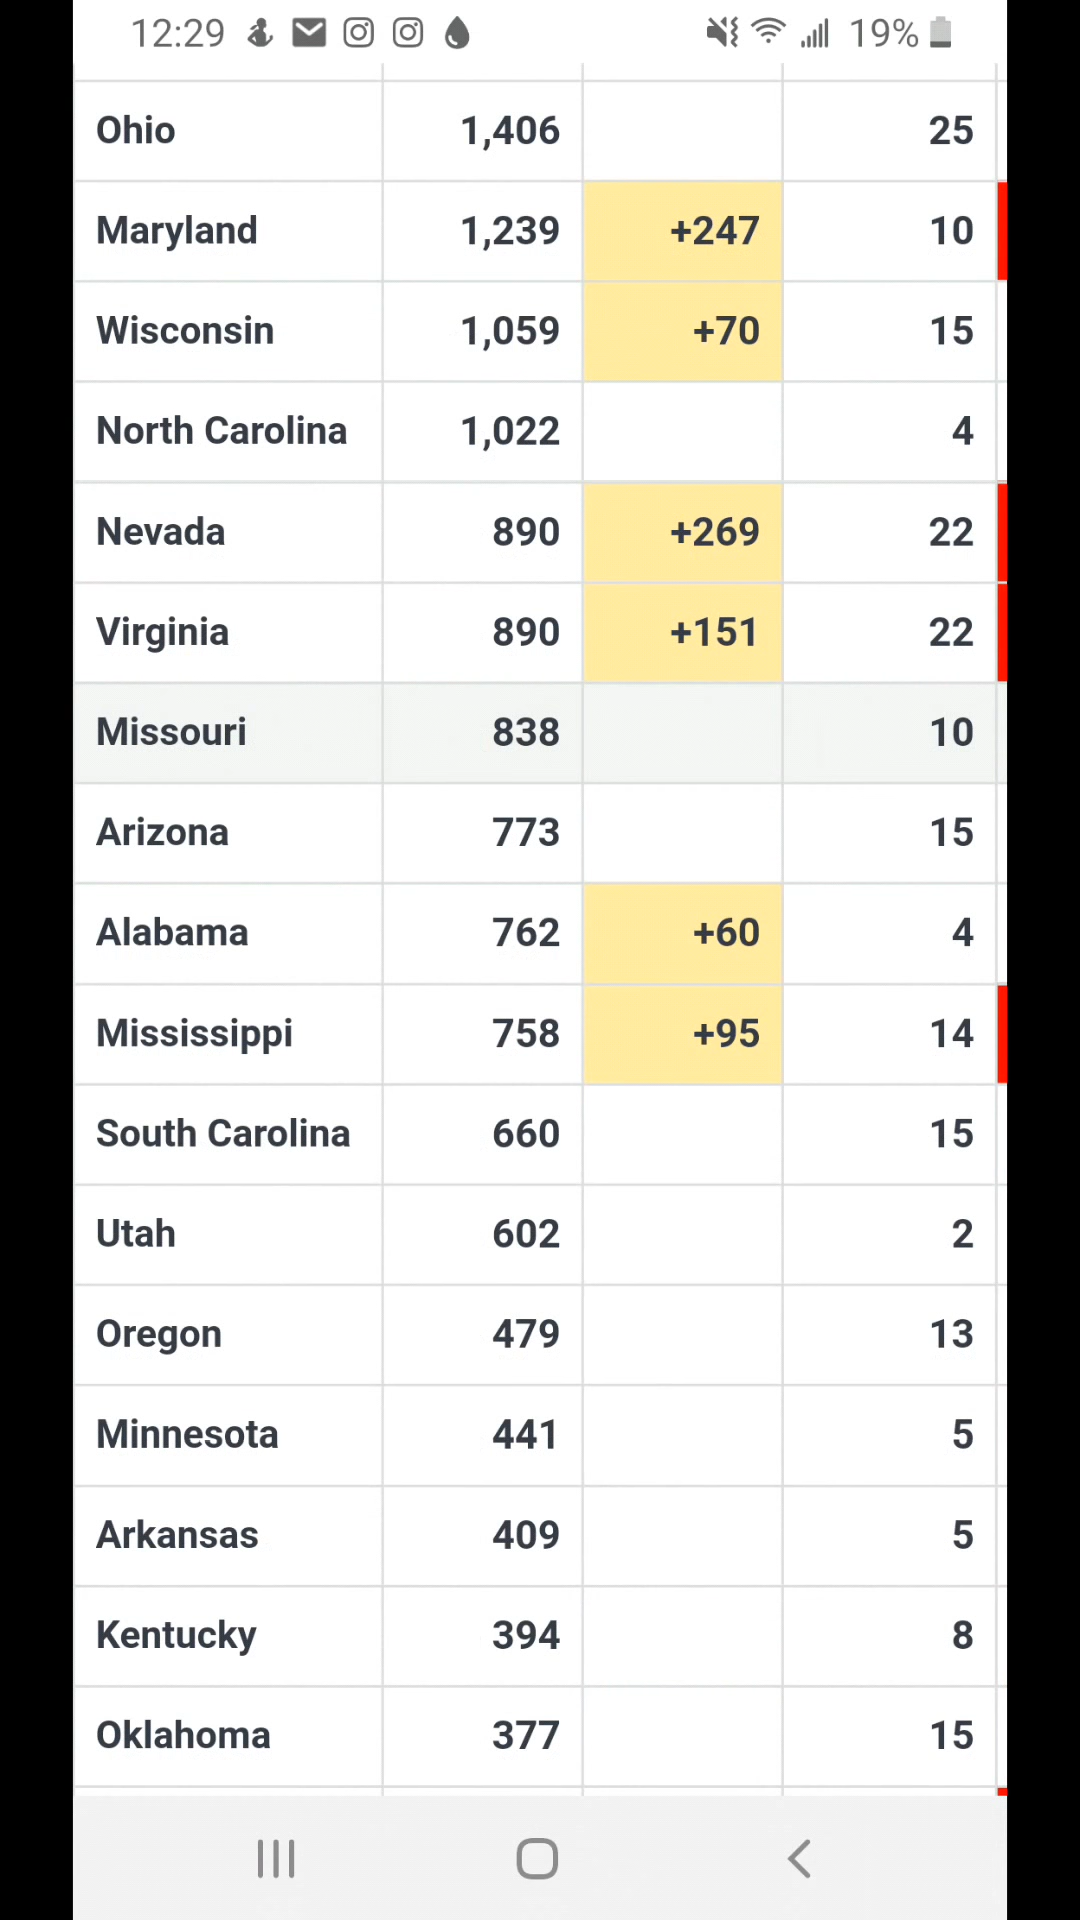 12:29 19%
Ohio 1,406 25
Maryland 1,239 +247 10
Wisconsin 1,059 +70 15
North Carolina 1,022 4
Nevada 890 +269 22
Virginia 890 +151 22
Missouri 838 10
Arizona 773 15
Alabama 762 +60 4
Mississippi 758 +95 14
South Carolina 660 15
Utah 602 2
Oregon 479 13
Minnesota 441 5
Arkansas 409 5
Kentucky 394 8
Oklahoma 377 15